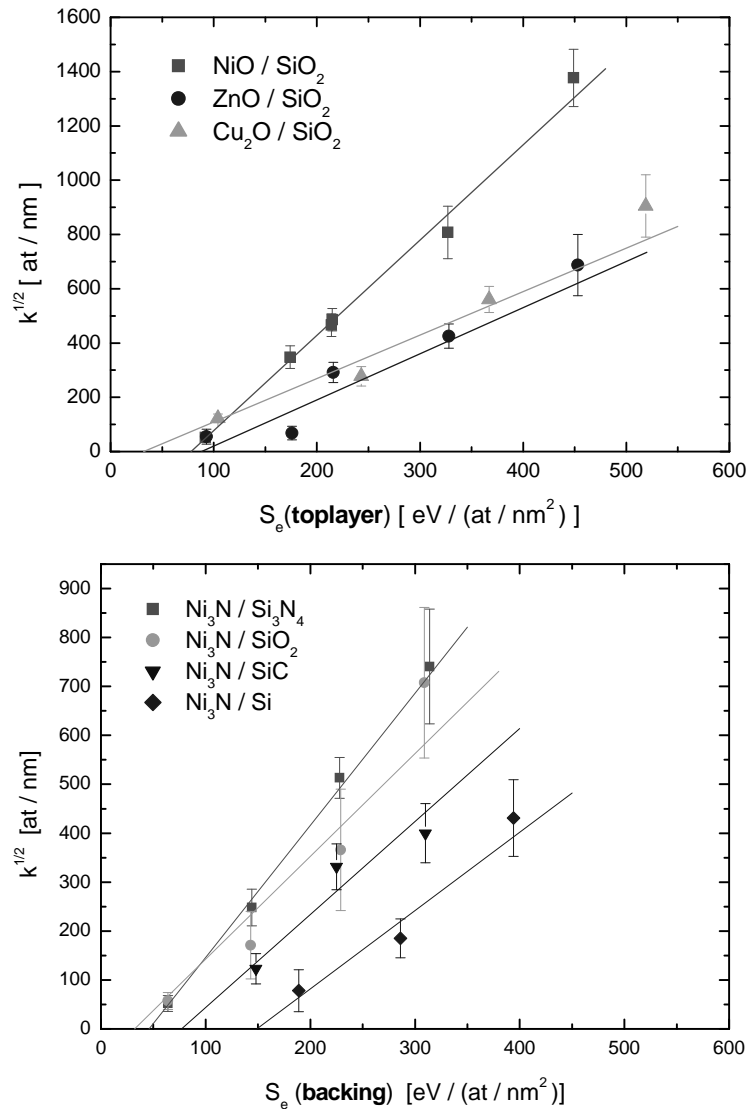 1600
1400
1200
1000
800
600
400
200
0
k^{1/2} [ at / nm ]
NiO / SiO₂
ZnO / SiO₂
Cu₂O / SiO₂
0 100 200 300 400 500 600
S_e(toplayer) [ eV / (at / nm²) ]
900
800
700
600
500
400
300
200
100
0
k^{1/2} [at / nm]
Ni₃N / Si₃N₄
Ni₃N / SiO₂
Ni₃N / SiC
Ni₃N / Si
0 100 200 300 400 500 600
S_e (backing) [eV / (at / nm²)]